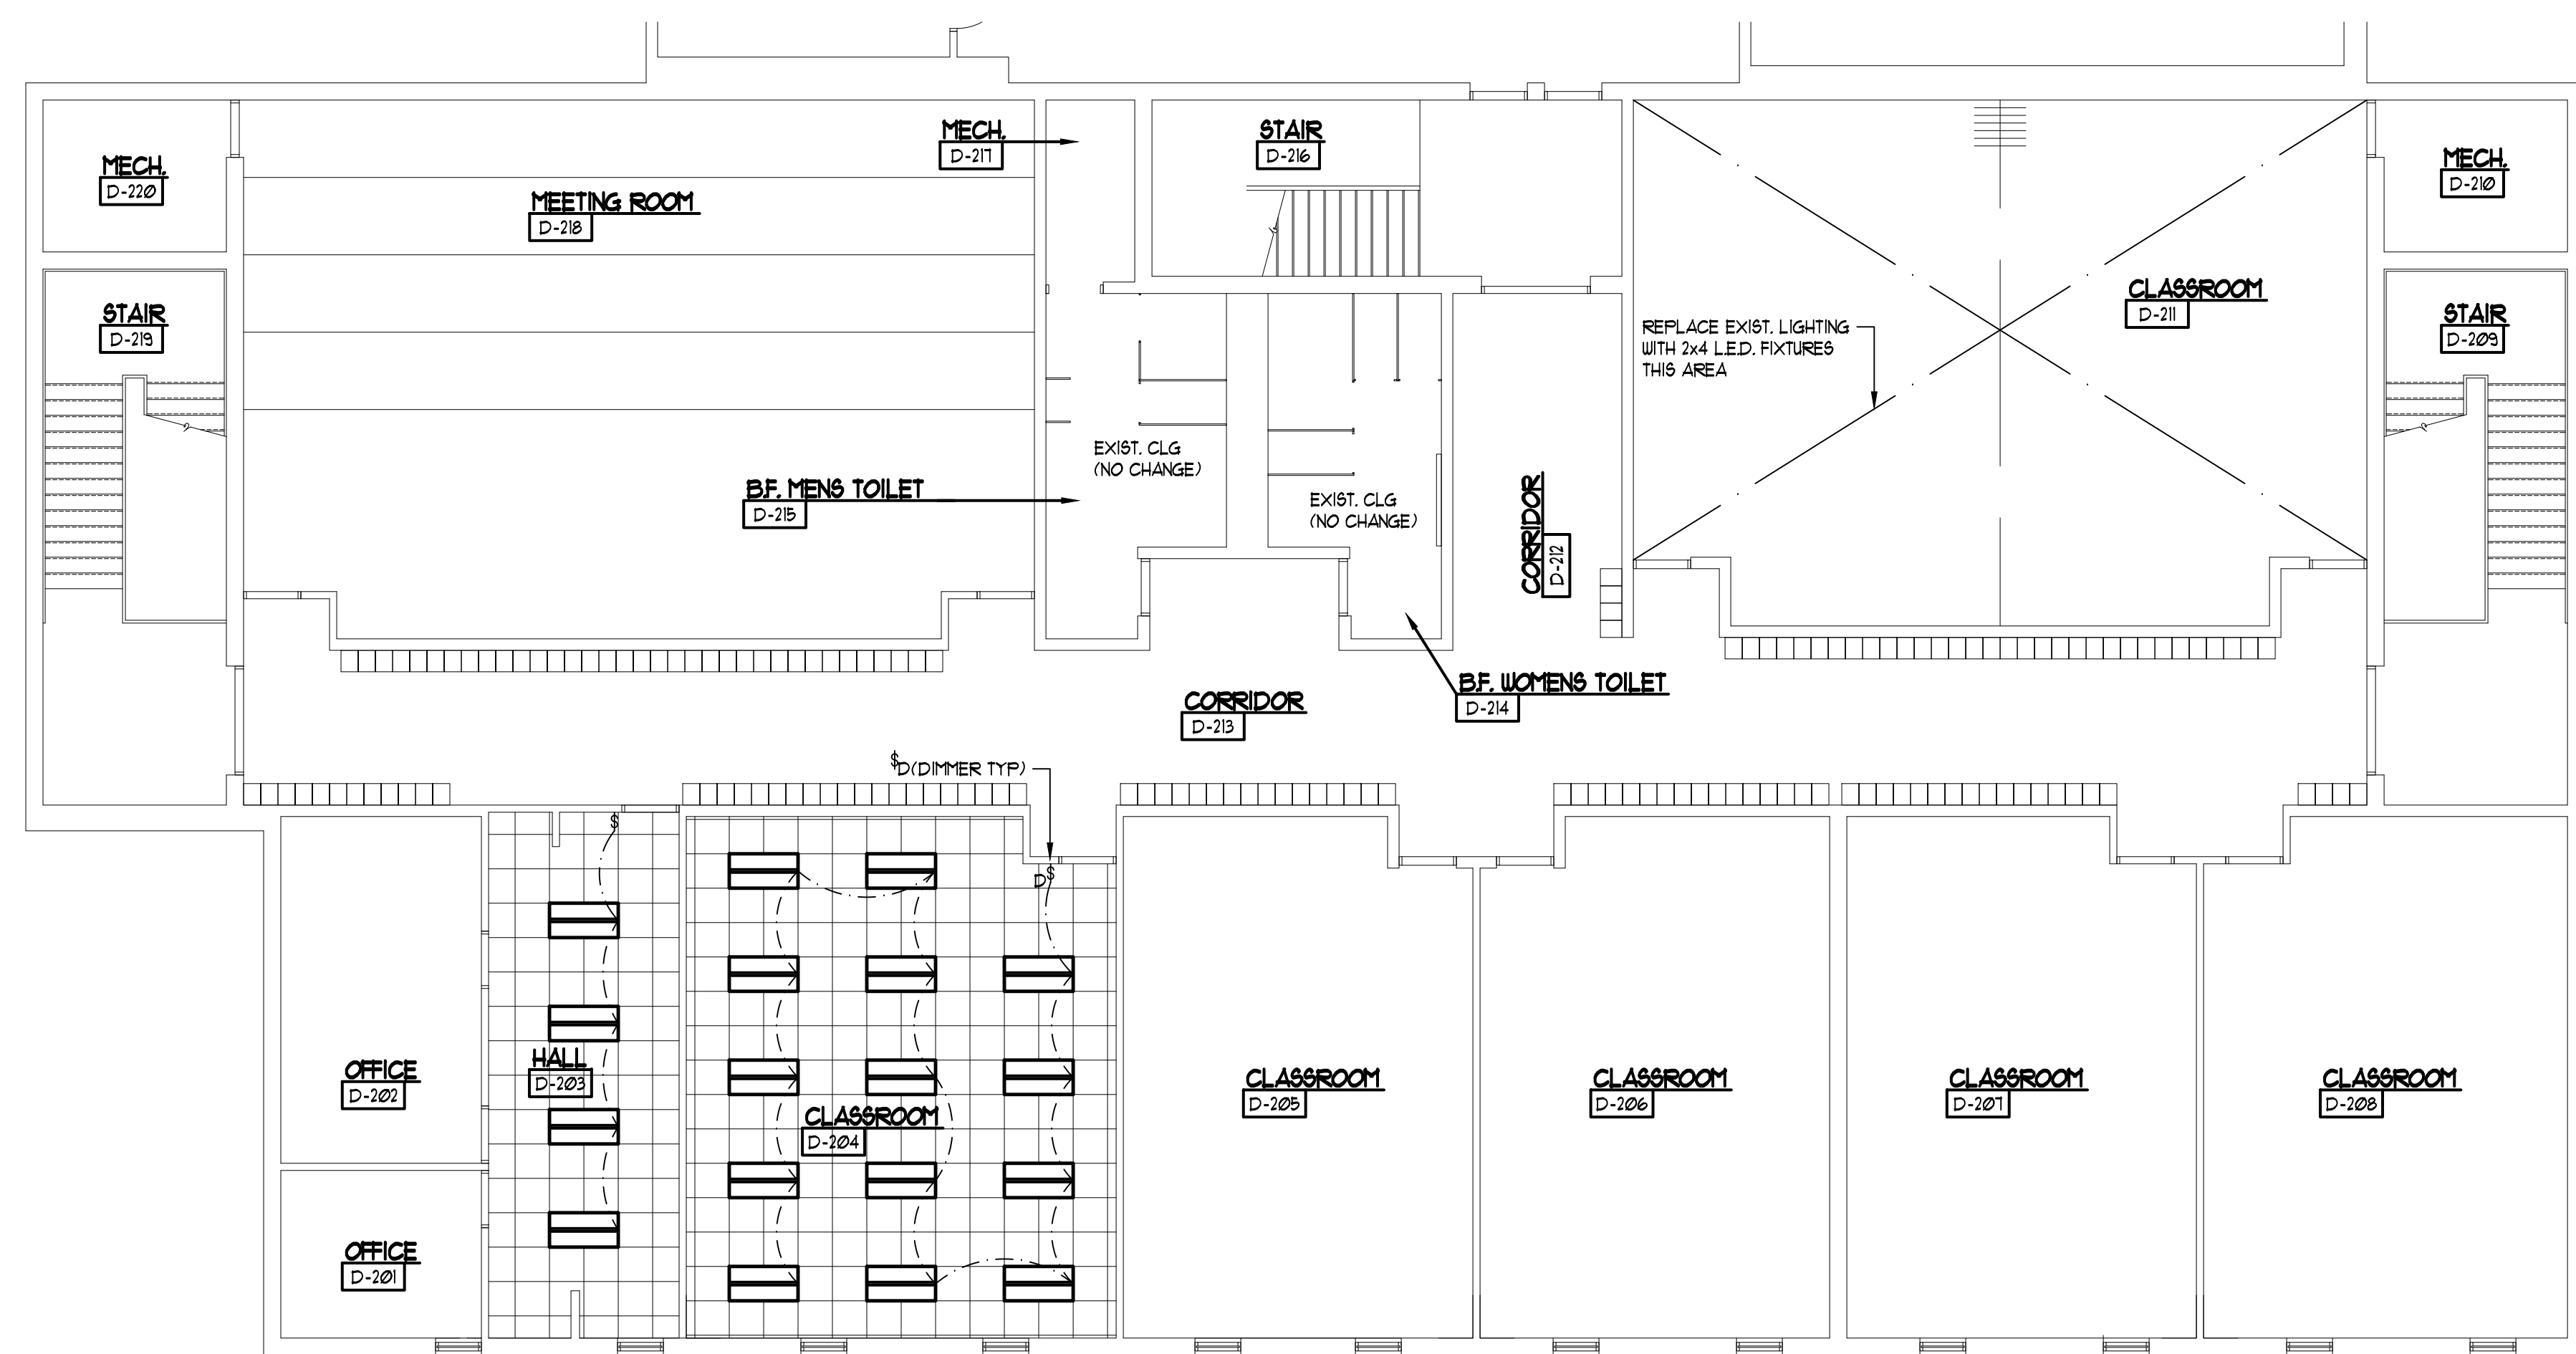 MECH.
D-220
MEETING ROOM
D-218
MECH.
D-217
STAIR
D-216
MECH.
D-210
STAIR
D-219
CLASSROOM
D-211
STAIR
D-209
REPLACE EXIST. LIGHTING
WITH 2x4 L.E.D. FIXTURES
THIS AREA
EXIST. CLG
(NO CHANGE)
B.F. MENS TOILET
D-215
EXIST. CLG
(NO CHANGE)
CORRIDOR
D-212
B.F. WOMENS TOILET
D-214
CORRIDOR
D-213
$D(DIMMER TYP)
$
D$
OFFICE
D-202
HALL
D-203
CLASSROOM
D-204
CLASSROOM
D-205
CLASSROOM
D-206
CLASSROOM
D-207
CLASSROOM
D-208
OFFICE
D-201